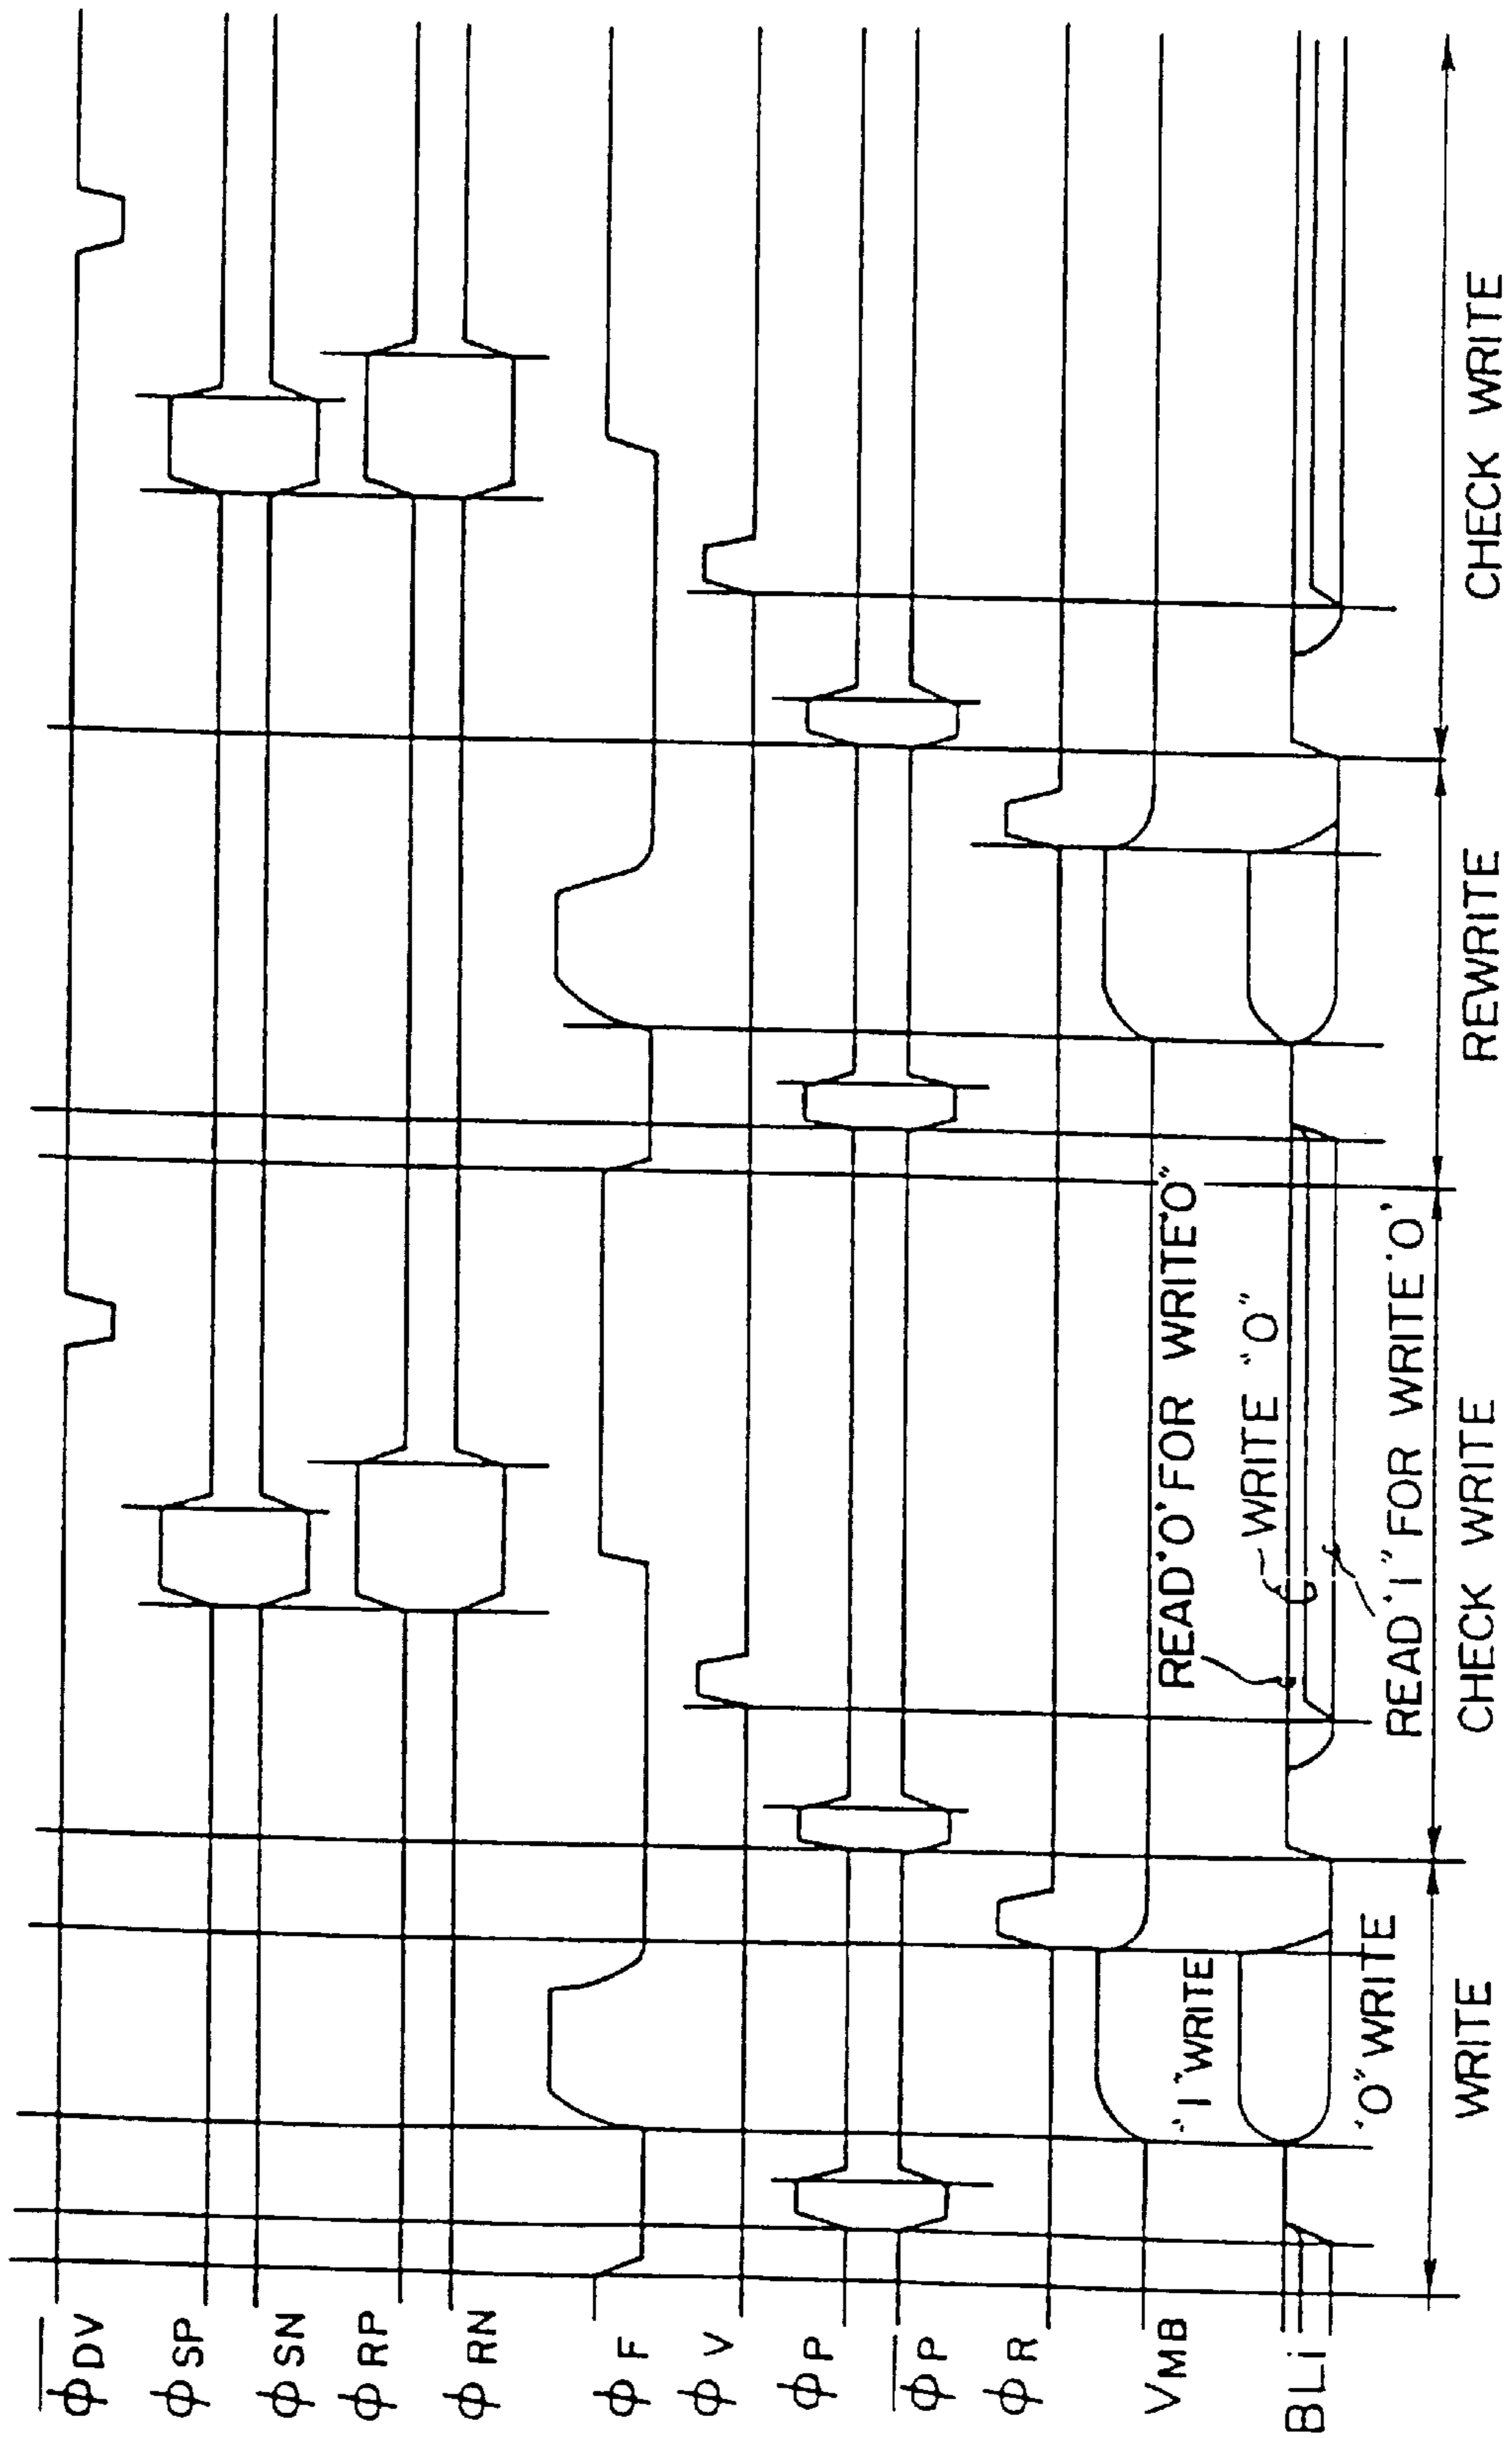 φDV
φSP
φSN
φRP
φRN
φF
φV
φP
φP
φR
VMB
BLi
"1" WRITE
"0" WRITE
READ "0" FOR WRITE "0"
WRITE "0"
READ "1" FOR WRITE "0"
WRITE
CHECK WRITE
REWRITE
CHECK WRITE